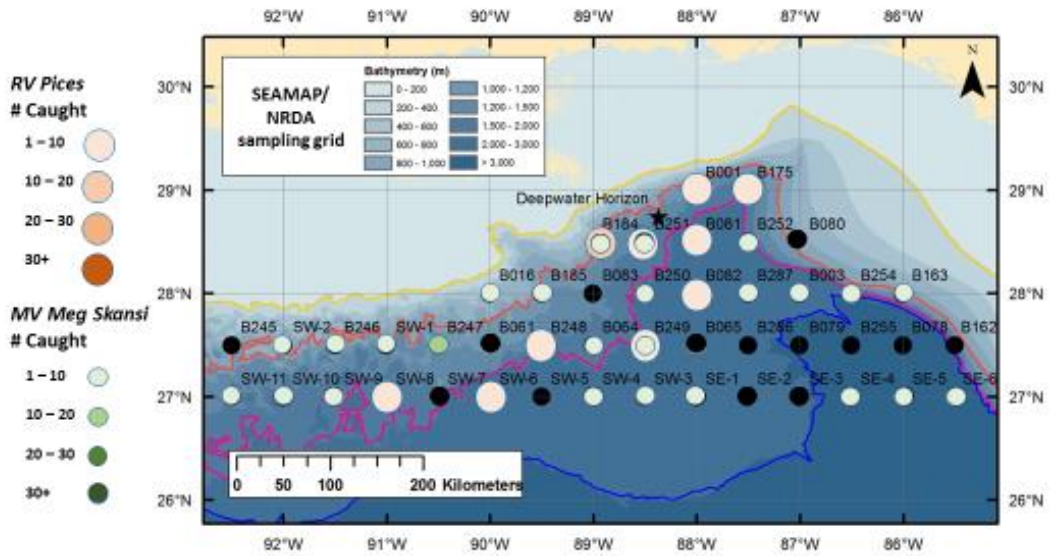 92°W 91°W 90°W 89°W 88°W 87°W 86°W
RV Pices
# Caught
1 – 10
10 – 20
20 – 30
30+
MV Meg Skansi
# Caught
1 – 10
10 – 20
20 – 30
30+
30°N
29°N
28°N
27°N
26°N
SEAMAP/
NRDA
sampling grid
Bathymetry (m)
0 - 200
200 - 400
400 - 600
600 - 800
800 - 1,000
1,000 - 1,200
1,200 - 1,500
1,500 - 2,000
2,000 - 3,000
> 3,000
N
30°N
29°N
28°N
27°N
26°N
B001 B175
Deepwater Horizon
B184 B251 B081 B252 B080
B016 B185 B083 B250 B082 B287 B003 B254 B163
B245 SW-2 B246 SW-1 B247 B061 B248 B064 B249 B065 B286 B079 B255 B078 B162
SW-11 SW-10 SW-9 SW-8 SW-7 SW-6 SW-5 SW-4 SW-3 SE-1 SE-2 SE-3 SE-4 SE-5 SE-6
0 50 100 200 Kilometers
92°W 91°W 90°W 89°W 88°W 87°W 86°W